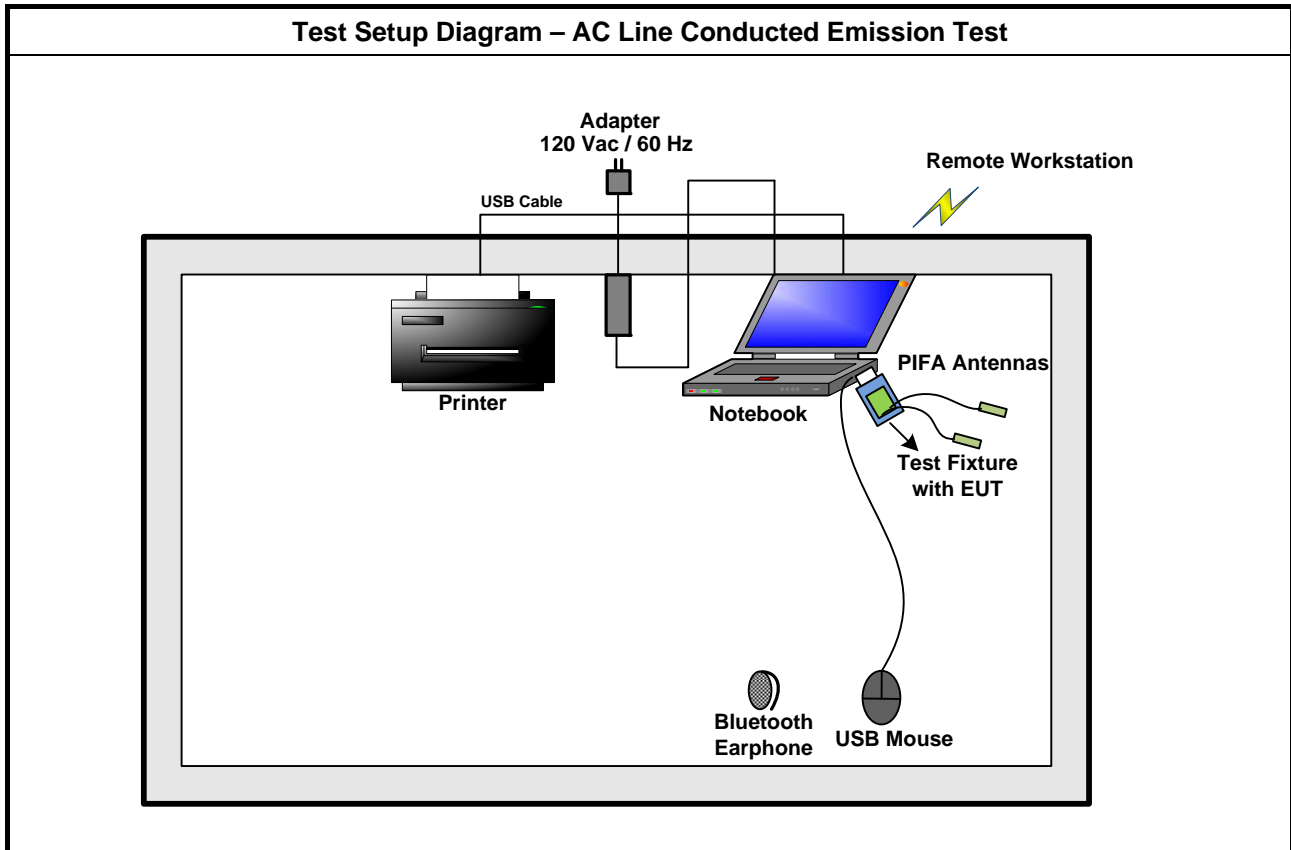 Test Setup Diagram – AC Line Conducted Emission Test
Adapter
120 Vac / 60 Hz
Remote Workstation
USB Cable
PIFA Antennas
Printer
Notebook
Test Fixture
with EUT
Bluetooth
Earphone
USB Mouse